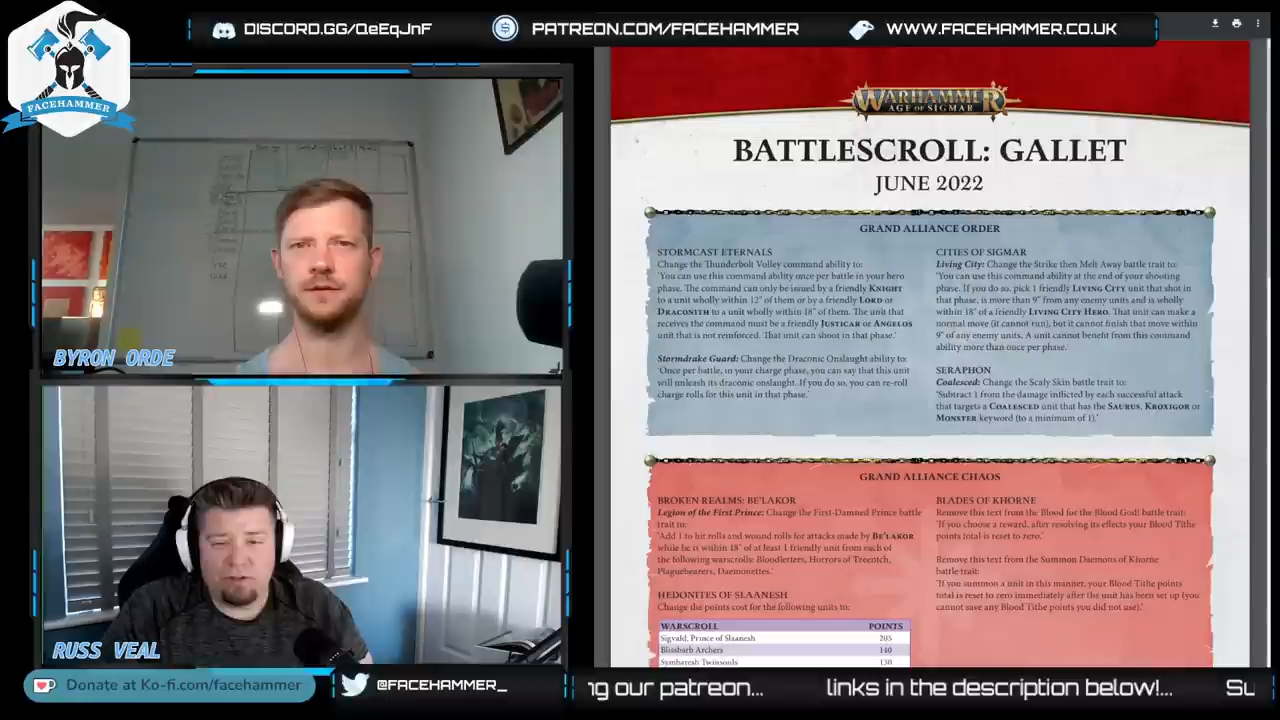 DISCORD.GG/QeEqJnF
PATREON.COM/FACEHAMMER
WWW.FACEHAMMER.CO.UK
FACEHAMMER
BYRON ORDE
RUSS VEAL
WARHAMMER
AGE OF SIGMAR
BATTLESCROLL: GALLET
JUNE 2022
GRAND ALLIANCE ORDER
STORMCAST ETERNALS
Change the Thunderbolt Volley command ability to:
'You can use this command ability once per battle in your hero
phase. The command can only be issued by a friendly KNIGHT
to a unit wholly within 12" of them or by a friendly LORD or
DRACONITH to a unit wholly within 18" of them. The unit that
receives the command must be a friendly JUSTICAR or ANGELOS
unit that is not reinforced. That unit can shoot in that phase.'
Stormdrake Guard: Change the Draconic Onslaught ability to:
'Once per battle, in your charge phase, you can say that this unit
will unleash its draconic onslaught. If you do so, you can re-roll
charge rolls for this unit in that phase.'
CITIES OF SIGMAR
Living City: Change the Strike then Melt Away battle trait to:
'You can use this command ability at the end of your shooting
phase. If you do so, pick 1 friendly LIVING CITY unit that shot in
that phase, is more than 9" from any enemy units and is wholly
within 18" of a friendly LIVING CITY HERO. That unit can make a
normal move (it cannot run), but it cannot finish that move within
9" of any enemy units. A unit cannot benefit from this command
ability more than once per phase.'
SERAPHON
Coalesced: Change the Scaly Skin battle trait to:
'Subtract 1 from the damage inflicted by each successful attack
that targets a COALESCED unit that has the SAURUS, KROXIGOR or
MONSTER keyword (to a minimum of 1).'
GRAND ALLIANCE CHAOS
BROKEN REALMS: BE'LAKOR
Legion of the First Prince: Change the First-Damned Prince battle
trait to:
'Add 1 to hit rolls and wound rolls for attacks made by BE'LAKOR
while he is within 18" of at least 1 friendly unit from each of
the following warscrolls: Bloodletters, Horrors of Tzeentch,
Plaguebearers, Daemonettes.'
HEDONITES OF SLAANESH
Change the points cost for the following units to:
WARSCROLL POINTS
Sigvald, Prince of Slaanesh 205
Blissbarb Archers 140
Symbaresh Twinsouls 130
BLADES OF KHORNE
Remove this text from the Blood for the Blood God! battle trait:
'If you choose a reward, after resolving its effects your Blood Tithe
points total is reset to zero.'
Remove this text from the Summon Daemons of Khorne
battle trait:
'If you summon a unit in this manner, your Blood Tithe points
total is reset to zero immediately after the unit has been set up (you
cannot save any Blood Tithe points you did not use).'
Donate at Ko-fi.com/facehammer
@FACEHAMMER_
ng our patreon...
links in the description below!...
Su